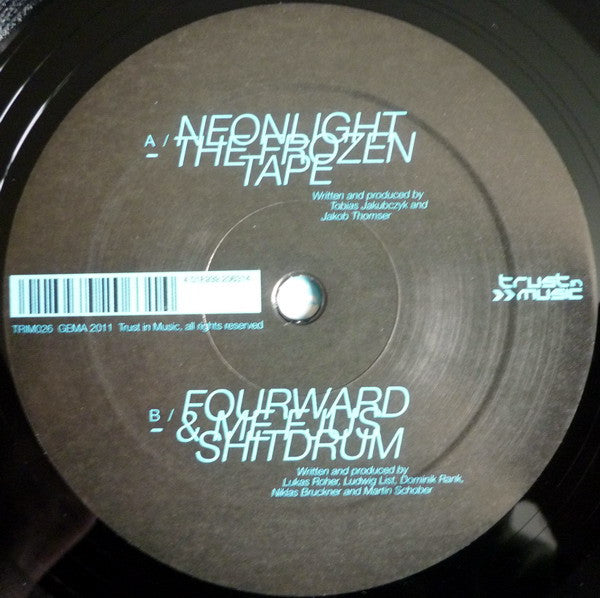 A / NEONLIGHT
– THE FROZEN
TAPE
Written and produced by
Tobias Jakubczyk and
Jakob Thomser
TRIM026 GEMA 2011 Trust in Music, all rights reserved
trust in
>> music
B / FOURWARD
– & MEFJUS
SHITDRUM
Written and produced by
Lukas Roher, Ludwig List, Dominik Rank,
Niklas Bruckner and Martin Schober